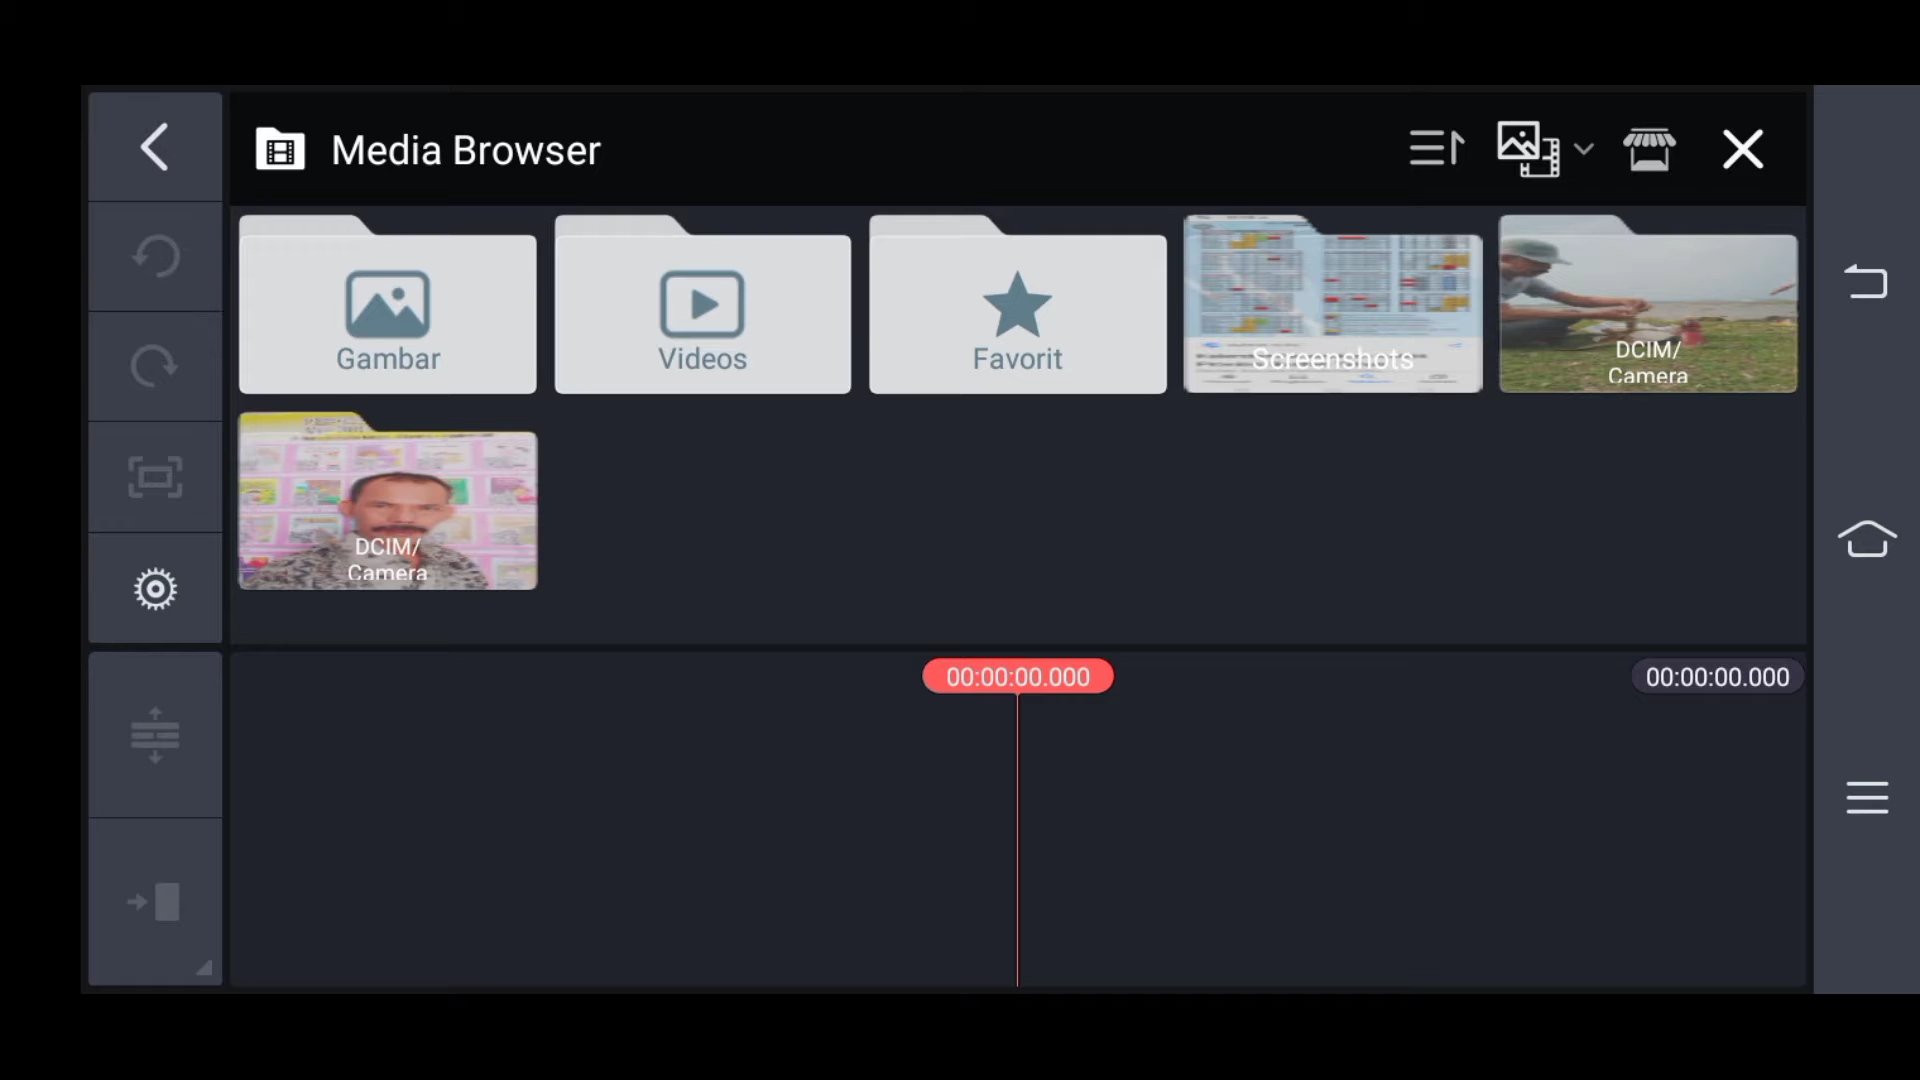 Media Browser
Gambar
Videos
Favorit
Screenshots
DCIM/
Camera
DCIM/
Camera
00:00:00.000
00:00:00.000